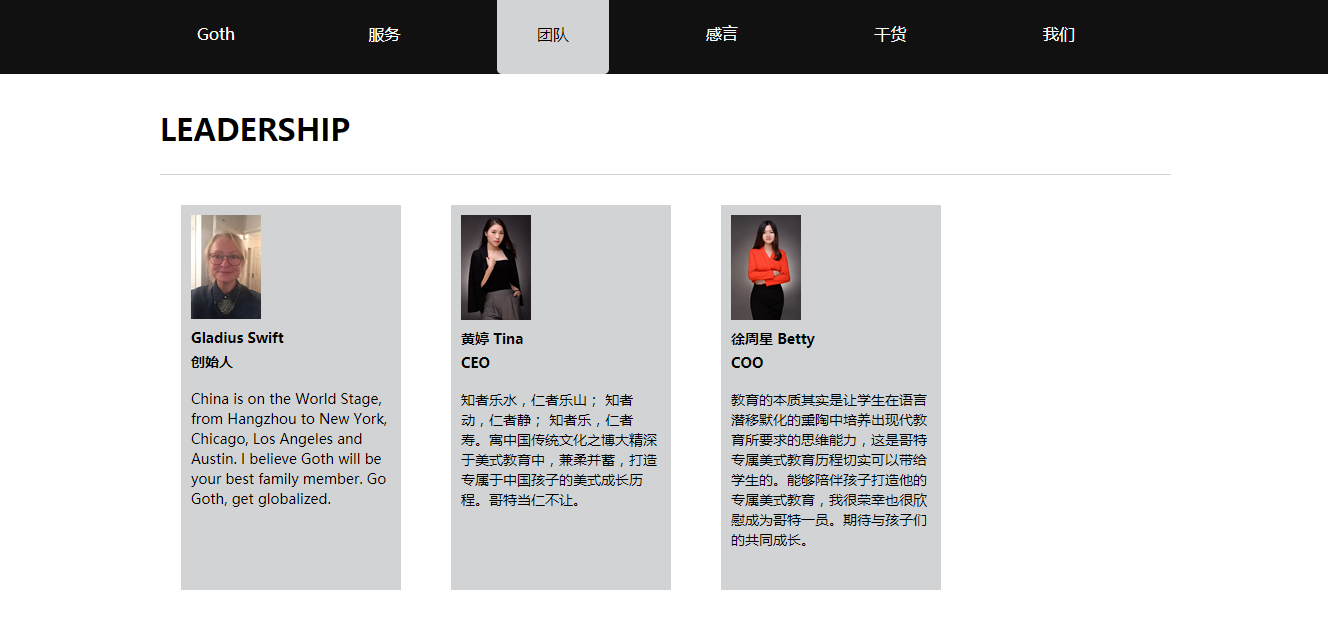 Goth 服务 团队 感言 干货 我们
LEADERSHIP
Gladius Swift
创始人
China is on the World Stage,
from Hangzhou to New York,
Chicago, Los Angeles and
Austin. I believe Goth will be
your best family member. Go
Goth, get globalized.
黄婷 Tina
CEO
知者乐水，仁者乐山； 知者
动，仁者静； 知者乐，仁者
寿。寓中国传统文化之博大精深
于美式教育中，兼柔并蓄，打造
专属于中国孩子的美式成长历
程。哥特当仁不让。
徐周星 Betty
COO
教育的本质其实是让学生在语言
潜移默化的熏陶中培养出现代教
育所要求的思维能力，这是哥特
专属美式教育历程切实可以带给
学生的。能够陪伴孩子打造他的
专属美式教育，我很荣幸也很欣
慰成为哥特一员。期待与孩子们
的共同成长。